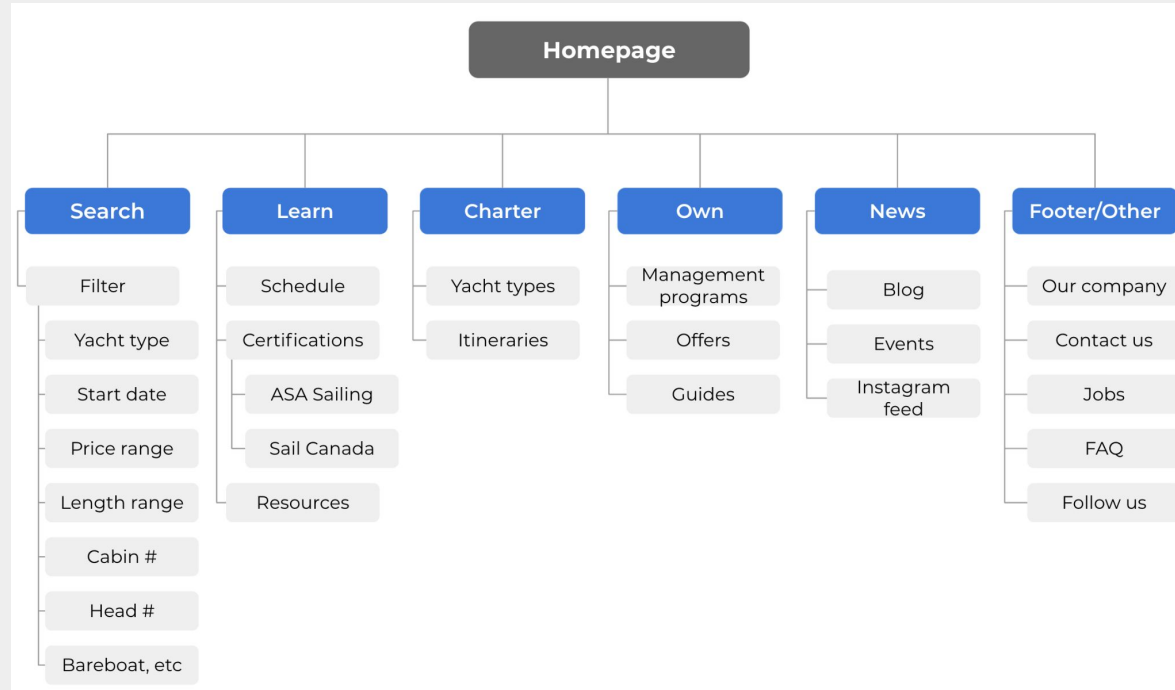 Homepage
Search
Learn
Charter
Own
News
Footer/Other
Filter
Yacht type
Start date
Price range
Length range
Cabin #
Head #
Bareboat, etc
Schedule
Certifications
ASA Sailing
Sail Canada
Resources
Yacht types
Itineraries
Management
programs
Offers
Guides
Blog
Events
Instagram
feed
Our company
Contact us
Jobs
FAQ
Follow us